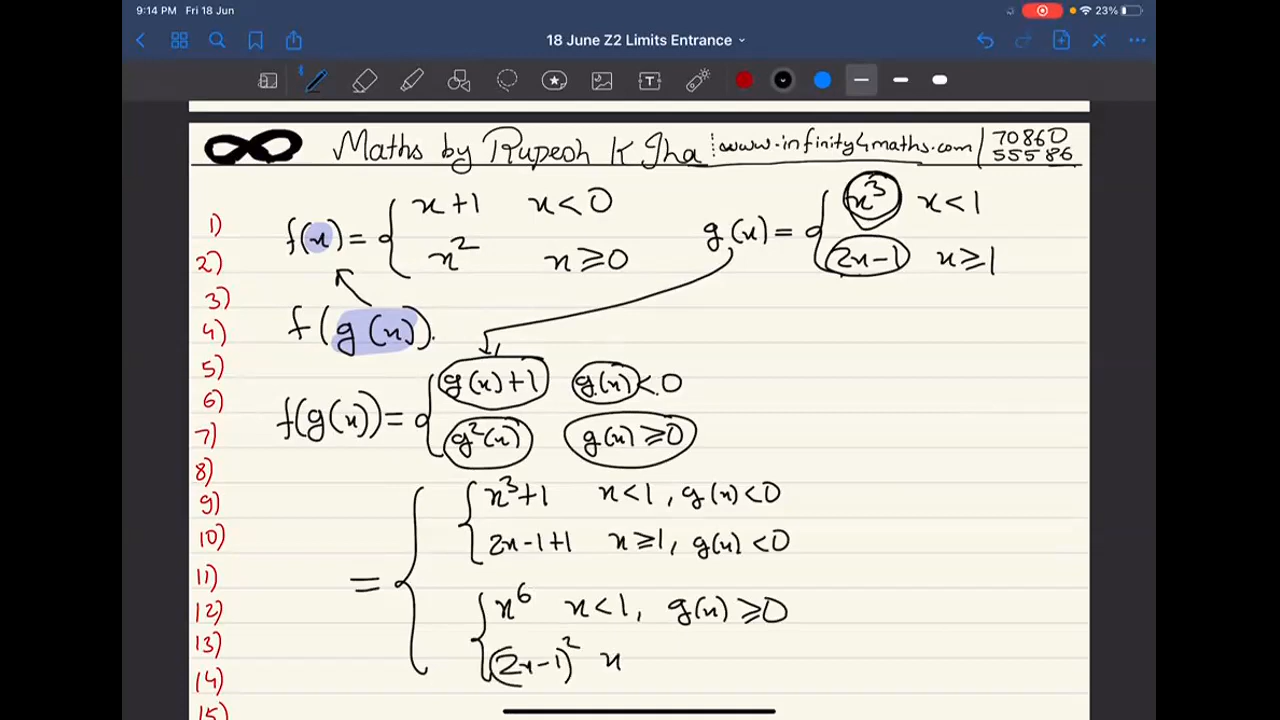 9:14 PM Fri 18 Jun
23%
18 June Z2 Limits Entrance
Maths by Rupesh K Jha www.infinity4maths.com / 70860 55586
1)
2)
3)
4)
5)
6)
7)
8)
9)
10)
11)
12)
13)
14)
15)
f(x) = { x+1 x<0
x² x≥0
g(x) = { x³ x<1
2x-1 x≥1
f(g(x)).
f(g(x)) = { g(x)+1 g(x)<0
g²(x) g(x)≥0
= { { x³+1 x<1, g(x)<0
2x-1+1 x≥1, g(x)<0
{ x⁶ x<1, g(x)≥0
(2x-1)² x